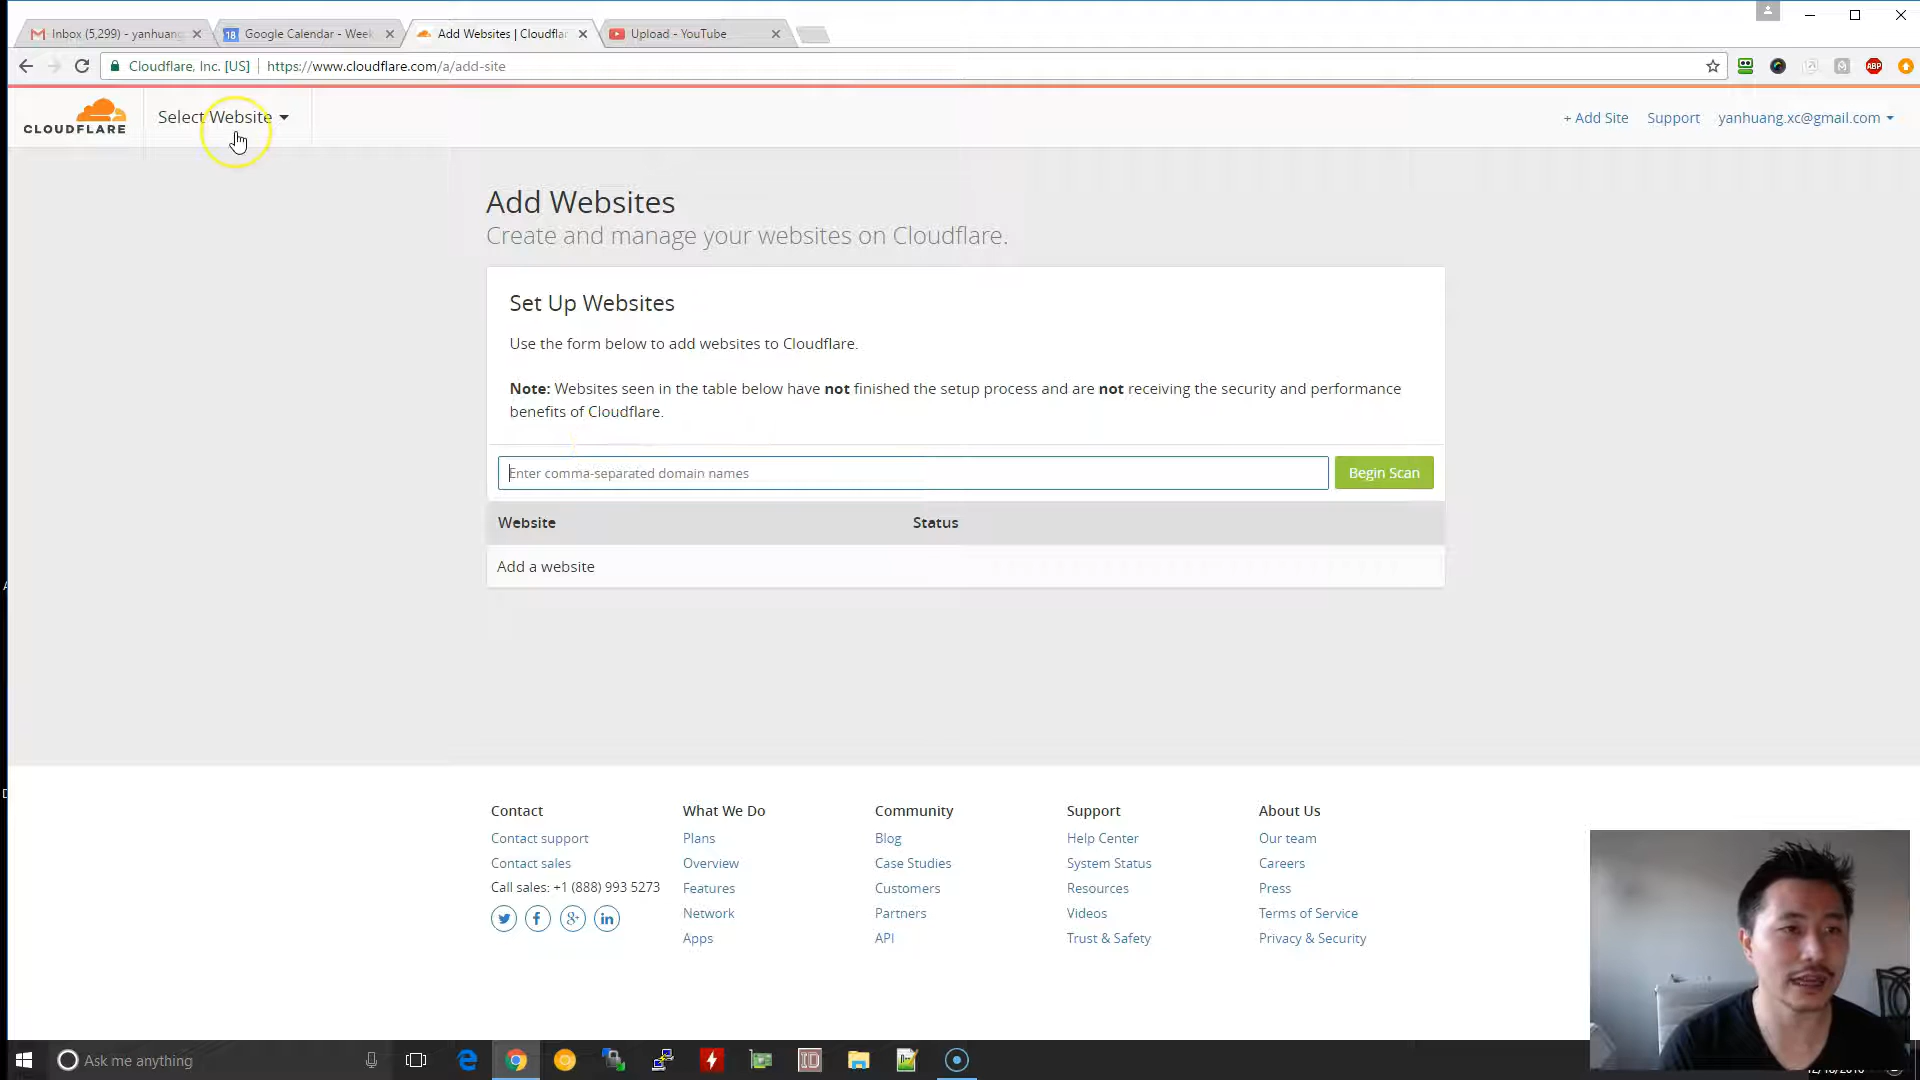 Inbox (5,299) - yanhuang
Google Calendar - Week
Add Websites | Cloudflar
Upload - YouTube
Cloudflare, Inc. [US]
https://www.cloudflare.com/a/add-site
ABP
CLOUDFLARE
Select Website
+ Add Site
Support
yanhuang.xc@gmail.com
Add Websites
Create and manage your websites on Cloudflare.
Set Up Websites
Use the form below to add websites to Cloudflare.
Note: Websites seen in the table below have not finished the setup process and are not receiving the security and performance
benefits of Cloudflare.
Enter comma-separated domain names
Begin Scan
Website Status
Add a website
Contact
Contact support
Contact sales
Call sales: +1 (888) 993 5273
What We Do
Plans
Overview
Features
Network
Apps
Community
Blog
Case Studies
Customers
Partners
API
Support
Help Center
System Status
Resources
Videos
Trust & Safety
About Us
Our team
Careers
Press
Terms of Service
Privacy & Security
Ask me anything